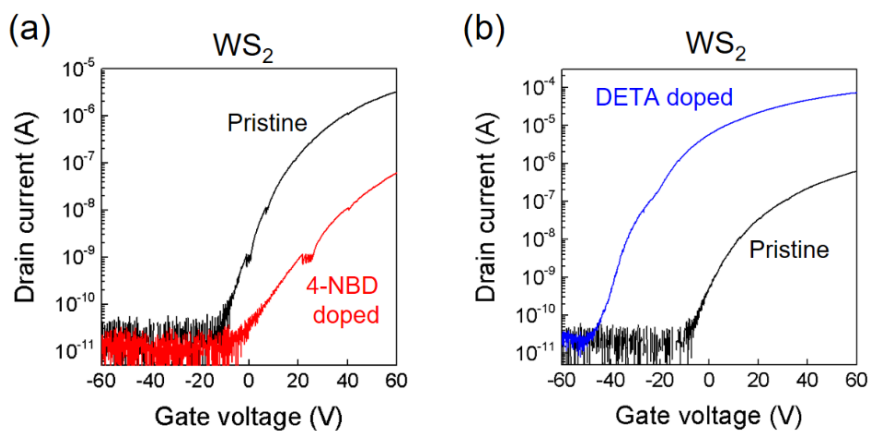 (a)
WS2
10-5
10-6
10-7
10-8
10-9
10-10
10-11
Drain current (A)
Pristine
4-NBD
doped
-60 -40 -20 0 20 40 60
Gate voltage (V)
(b)
WS2
10-4
10-5
10-6
10-7
10-8
10-9
10-10
10-11
Drain current (A)
DETA doped
Pristine
-60 -40 -20 0 20 40 60
Gate voltage (V)